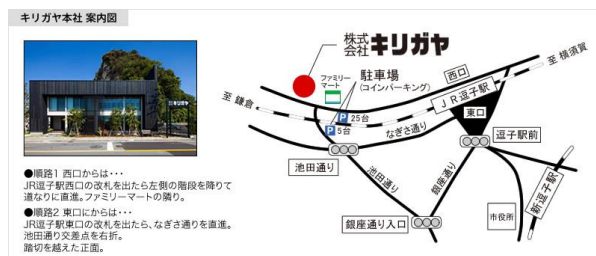 キリガヤ本社 案内図
キリガヤ
●順路1 西口からは・・・
JR逗子駅西口の改札を出たら左側の階段を降りて
道なりに直進。ファミリーマートの隣り。
●順路2 東口にからは・・・
JR逗子駅東口の改札を出たら、なぎさ通りを直進。
池田通り交差点を右折。
踏切を越えた正面。
株式
会社 キリガヤ
ファミリー
マート
駐車場
(コインパーキング)
P 25台
P 5台
至 鎌倉
至 横須賀
西口
JR逗子駅
東口
なぎさ通り
逗子駅前
池田通り
池田通り
銀座通り
銀座通り入口
市役所
新逗子駅